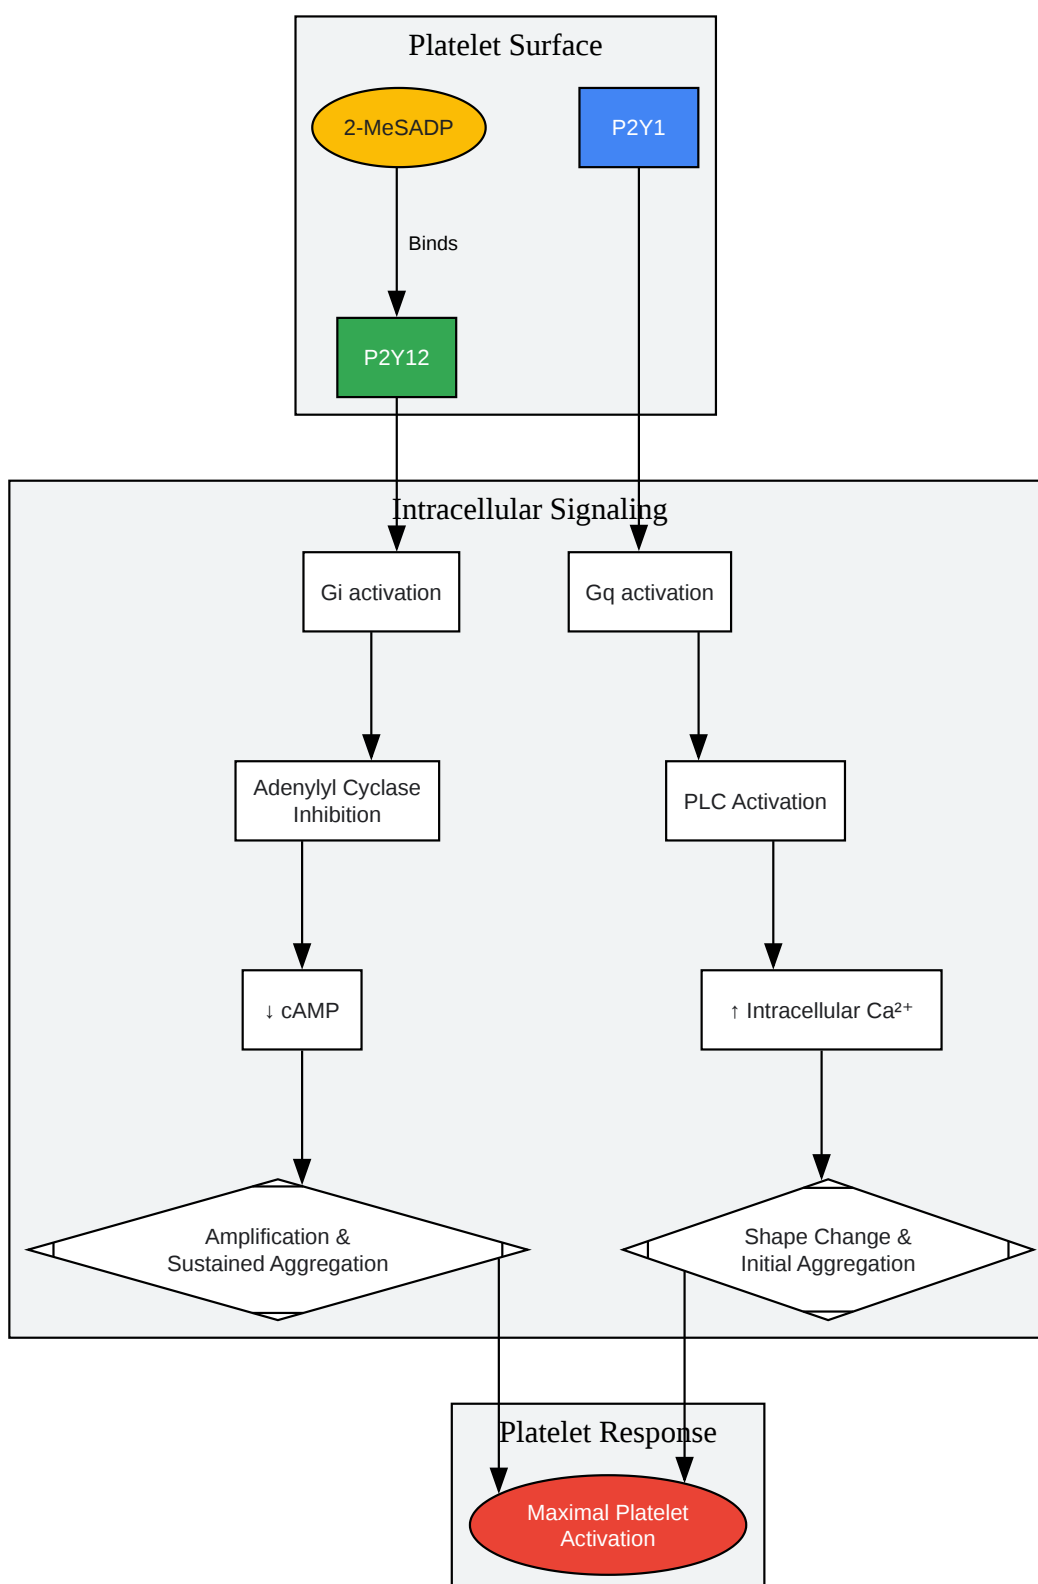 Platelet Surface
2-MeSADP
P2Y1
Binds
P2Y12
Intracellular Signaling
Gi activation
Gq activation
Adenylyl Cyclase
Inhibition
PLC Activation
↓ cAMP
↑ Intracellular Ca²⁺
Amplification &
Sustained Aggregation
Shape Change &
Initial Aggregation
Platelet Response
Maximal Platelet
Activation